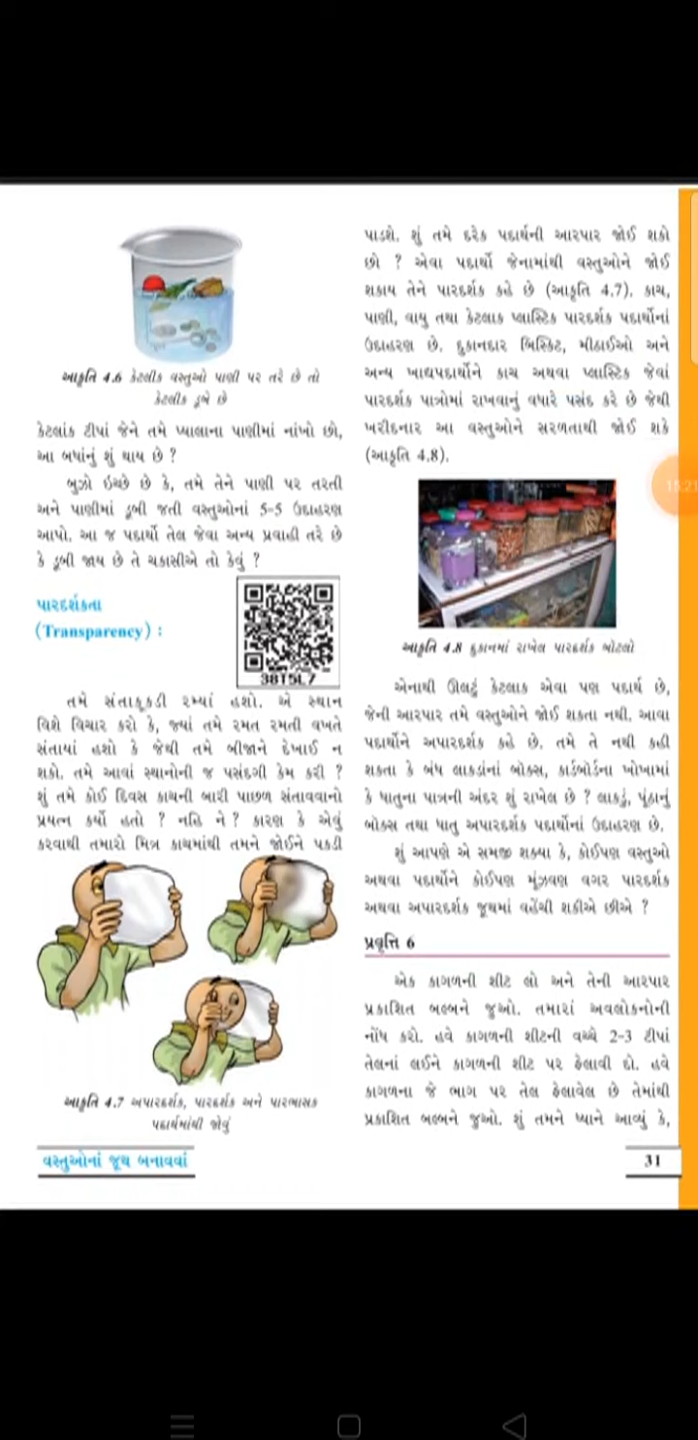 આકૃતિ 4.6 કેટલીક વસ્તુઓ પાણી પર તરે છે તો
કેટલીક ડૂબે છે
કેટલાંક ટીપાં જેને તમે પ્યાલાના પાણીમાં નાંખો છો,
આ બધાંનું શું થાય છે ?
બુઝો ઇચ્છે છે કે, તમે તેને પાણી પર તરતી
અને પાણીમાં ડૂબી જતી વસ્તુઓનાં 5-5 ઉદાહરણ
આપો. આ જ પદાર્થો તેલ જેવા અન્ય પ્રવાહી તરે છે
કે ડૂબી જાય છે તે ચકાસીએ તો કેવું ?
પારદર્શકતા
(Transparency) :
38T5L7
તમે સંતાકૂકડી રમ્યાં હશો. એ સ્થાન
વિશે વિચાર કરો કે, જ્યાં તમે રમત રમતી વખતે
સંતાયાં હશો કે જેથી તમે બીજાને દેખાઈ ન
શકો. તમે આવાં સ્થાનોની જ પસંદગી કેમ કરી ?
શું તમે કોઈ દિવસ કાચની બારી પાછળ સંતાવવાનો
પ્રયત્ન કર્યો હતો ? નહિ ને ? કારણ કે એવું
કરવાથી તમારો મિત્ર કાચમાંથી તમને જોઈને પકડી
આકૃતિ 4.7 અપારદર્શક, પારદર્શક અને પારભાસક
પદાર્થમાંથી જોવું
વસ્તુઓનાં જૂથ બનાવવાં
પાડશે. શું તમે દરેક પદાર્થની આરપાર જોઈ શકો
છો ? એવા પદાર્થો જેનામાંથી વસ્તુઓને જોઈ
શકાય તેને પારદર્શક કહે છે (આકૃતિ 4.7). કાચ,
પાણી, વાયુ તથા કેટલાક પ્લાસ્ટિક પારદર્શક પદાર્થોનાં
ઉદાહરણ છે. દુકાનદાર બિસ્કિટ, મીઠાઈઓ અને
અન્ય ખાદ્યપદાર્થોને કાચ અથવા પ્લાસ્ટિક જેવાં
પારદર્શક પાત્રોમાં રાખવાનું વધારે પસંદ કરે છે જેથી
ખરીદનાર આ વસ્તુઓને સરળતાથી જોઈ શકે
(આકૃતિ 4.8).
15:21
આકૃતિ 4.8 દુકાનમાં રાખેલ પારદર્શક બોટલો
એનાથી ઊલટું કેટલાક એવા પણ પદાર્થ છે,
જેની આરપાર તમે વસ્તુઓને જોઈ શકતા નથી. આવા
પદાર્થોને અપારદર્શક કહે છે. તમે તે નથી કહી
શકતા કે બંધ લાકડાંનાં બોક્સ, કાર્ડબોર્ડના ખોખામાં
કે ધાતુના પાત્રની અંદર શું રાખેલ છે ? લાકડું, પૂંઠાનું
બોક્સ તથા ધાતુ અપારદર્શક પદાર્થોનાં ઉદાહરણ છે.
શું આપણે એ સમજી શક્યા કે, કોઈપણ વસ્તુઓ
અથવા પદાર્થોને કોઈપણ મૂંઝવણ વગર પારદર્શક
અથવા અપારદર્શક જૂથમાં વહેંચી શકીએ છીએ ?
પ્રવૃત્તિ 6
એક કાગળની શીટ લો અને તેની આરપાર
પ્રકાશિત બલ્બને જુઓ. તમારાં અવલોકનોની
નોંધ કરો. હવે કાગળની શીટની વચ્ચે 2-3 ટીપાં
તેલનાં લઈને કાગળની શીટ પર ફેલાવી દો. હવે
કાગળના જે ભાગ પર તેલ ફેલાવેલ છે તેમાંથી
પ્રકાશિત બલ્બને જુઓ. શું તમને ધ્યાને આવ્યું કે,
31